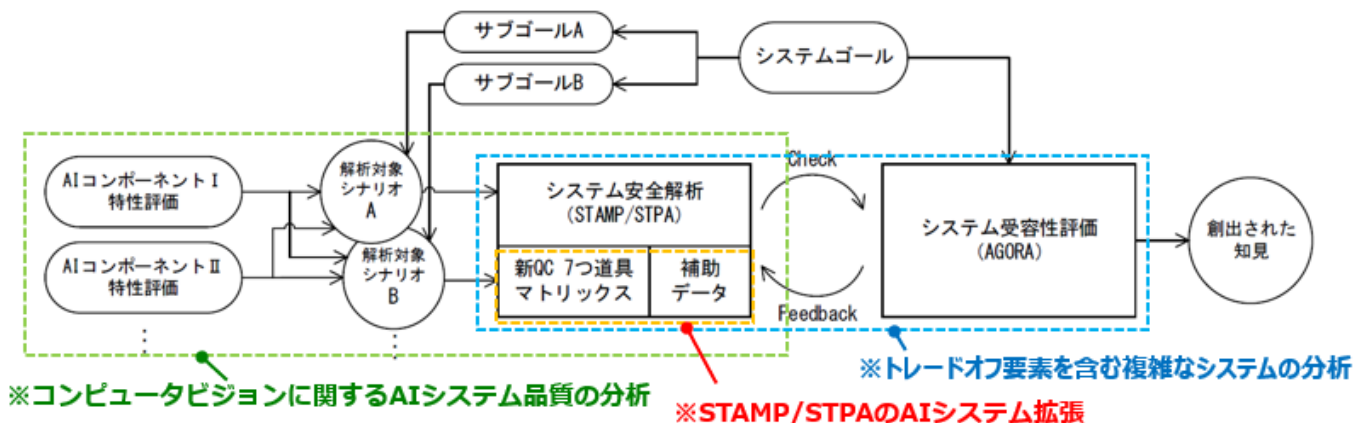 サブゴールA
システムゴール
サブゴールB
AIコンポーネントⅠ
特性評価
解析対象
シナリオ
A
システム安全解析
(STAMP/STPA)
Check
システム受容性評価
(AGORA)
創出された
知見
AIコンポーネントⅡ
特性評価
解析対象
シナリオ
B
新QC 7つ道具
マトリックス
補助
データ
Feedback
⋮
⋮
※コンピュータビジョンに関するAIシステム品質の分析
※トレードオフ要素を含む複雑なシステムの分析
※STAMP/STPAのAIシステム拡張